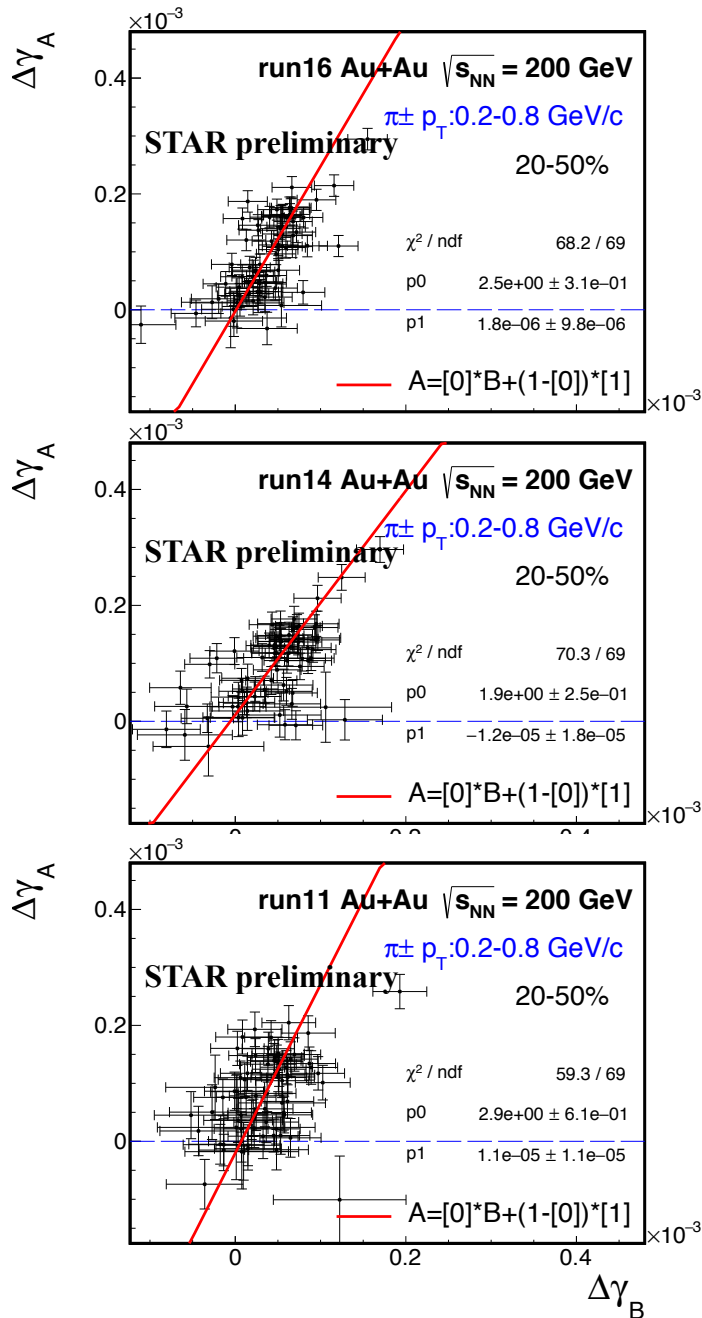 ×10⁻³
Δγ_A
0.4
run16 Au+Au √s_NN = 200 GeV
π± p_T:0.2-0.8 GeV/c
STAR preliminary
20-50%
0.2
χ² / ndf 68.2 / 69
p0 2.5e+00 ± 3.1e−01
0
p1 1.8e−06 ± 9.8e−06
A=[0]*B+(1-[0])*[1]
×10⁻³
×10⁻³
Δγ_A
0.4
run14 Au+Au √s_NN = 200 GeV
π± p_T:0.2-0.8 GeV/c
STAR preliminary
20-50%
0.2
χ² / ndf 70.3 / 69
p0 1.9e+00 ± 2.5e−01
0
p1 −1.2e−05 ± 1.8e−05
A=[0]*B+(1-[0])*[1]
×10⁻³
0 0.2 0.4
×10⁻³
Δγ_A
0.4
run11 Au+Au √s_NN = 200 GeV
π± p_T:0.2-0.8 GeV/c
STAR preliminary
20-50%
0.2
χ² / ndf 59.3 / 69
p0 2.9e+00 ± 6.1e−01
0
p1 1.1e−05 ± 1.1e−05
A=[0]*B+(1-[0])*[1]
×10⁻³
0 0.2 0.4
Δγ_B